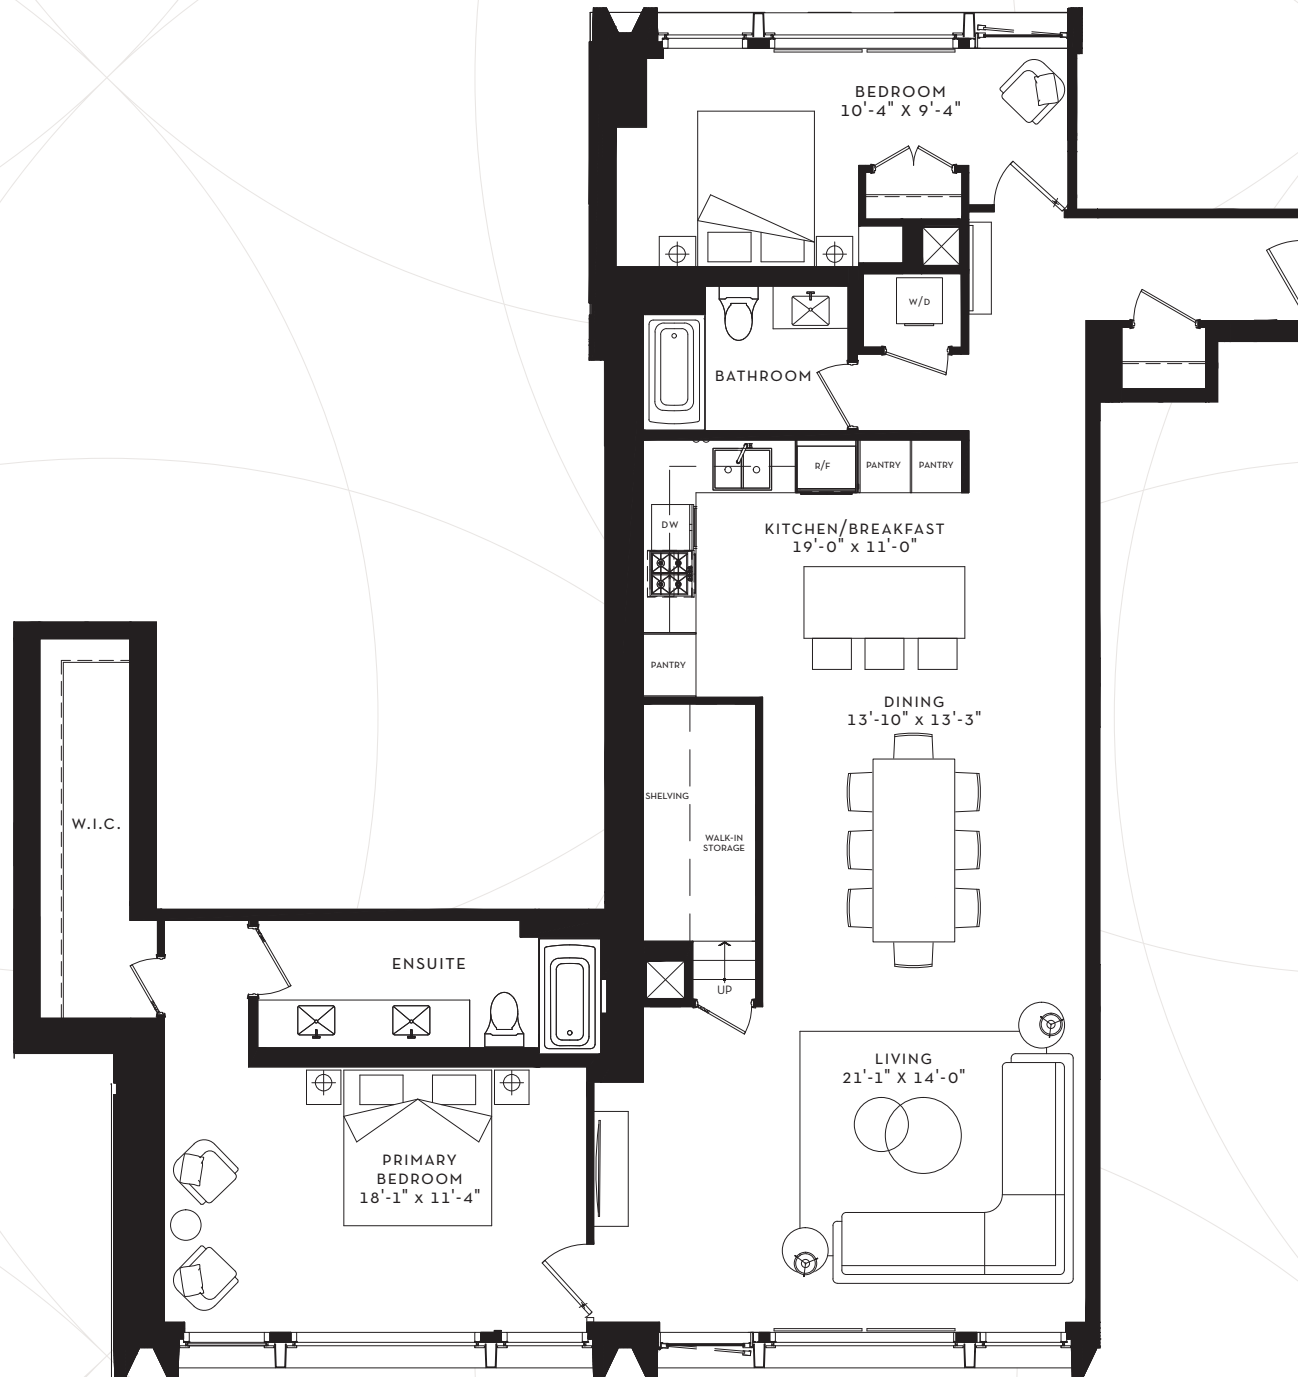 BEDROOM
10'-4" X 9'-4"
W/D
BATHROOM
R/F
PANTRY
PANTRY
DW
KITCHEN/BREAKFAST
19'-0" X 11'-0"
PANTRY
DINING
13'-10" X 13'-3"
SHELVING
WALK-IN
STORAGE
W.I.C.
ENSUITE
UP
LIVING
21'-1" X 14'-0"
PRIMARY
BEDROOM
18'-1" X 11'-4"